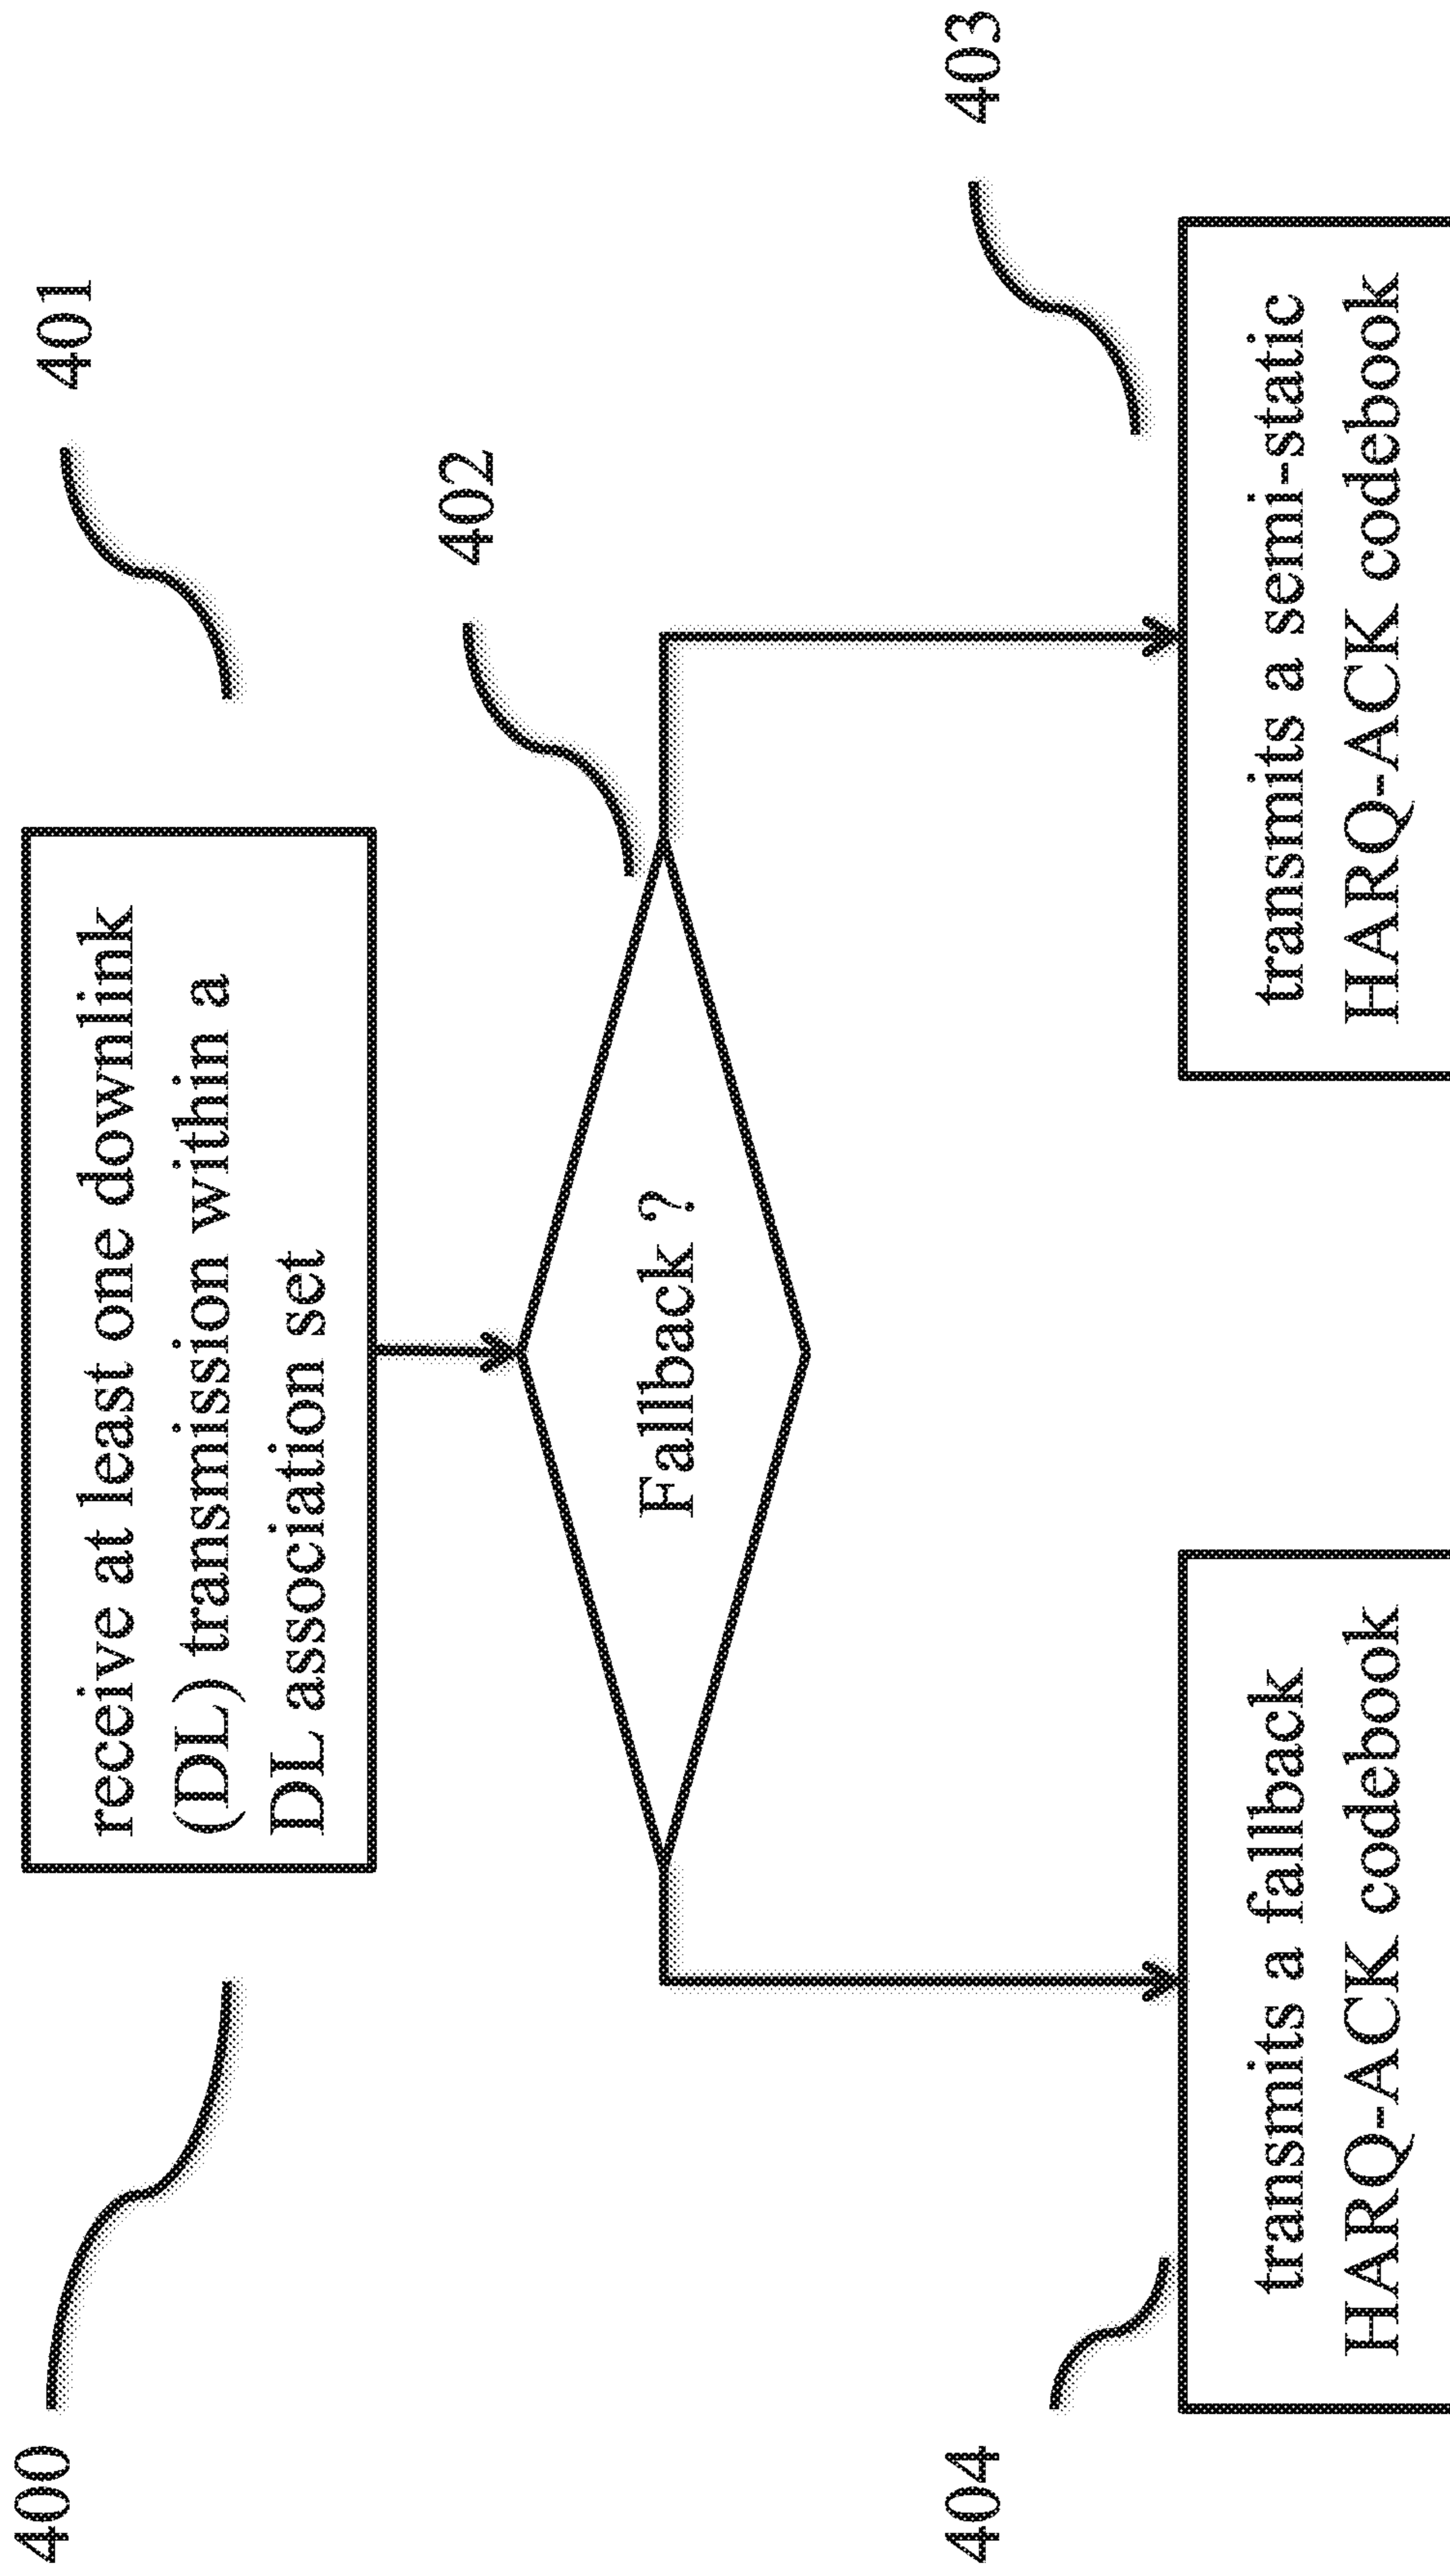 400
401
receive at least one downlink
(DL) transmission within a
DL association set
402
Fallback ?
404
403
transmits a fallback
HARQ-ACK codebook
transmits a semi-static
HARQ-ACK codebook